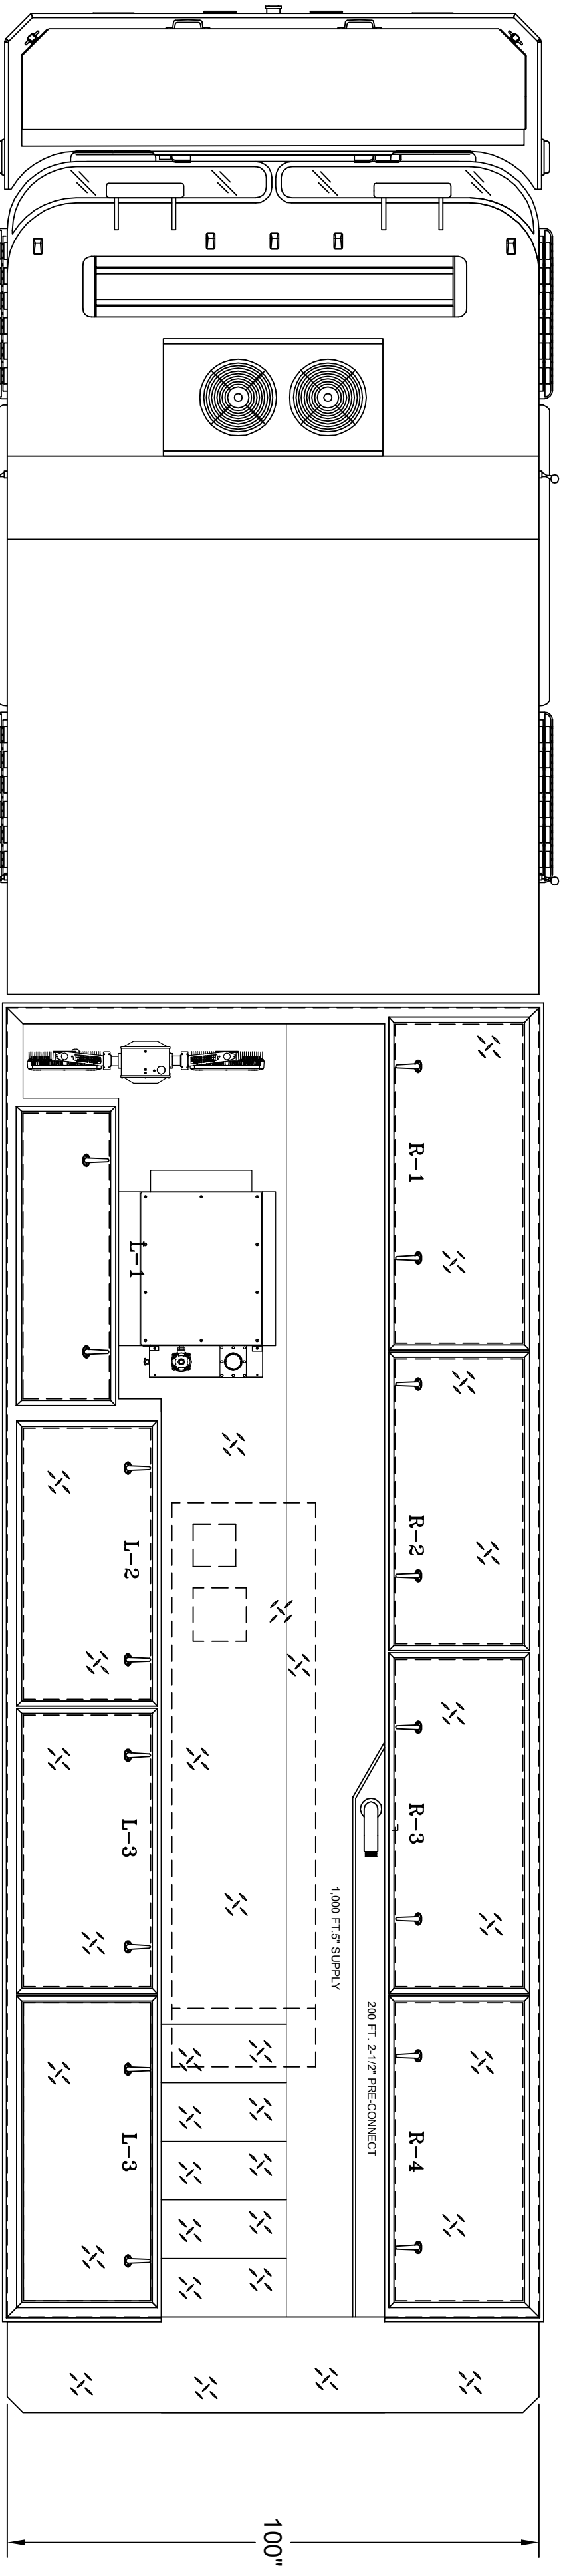 R-1
L-1
R-2
L-2
R-3
L-3
1,000 FT.5" SUPPLY
200 FT. 2-1/2" PRE-CONNECT
R-4
L-3
100"